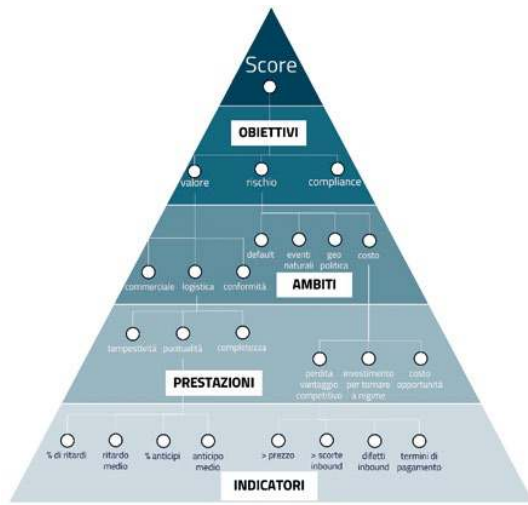 Score
OBIETTIVI
valore
rischio
compliance
default
eventi
naturali
geo
politica
costo
commerciale
logistica
conformità
AMBITI
tempestività
puntualità
completezza
perdita
vantaggio
competitivo
investimento
per tornare
a regime
costo
opportunità
PRESTAZIONI
% di ritardi
ritardo
medio
% anticipi
anticipo
medio
> prezzo
> scorte
inbound
difetti
inbound
termini di
pagamento
INDICATORI